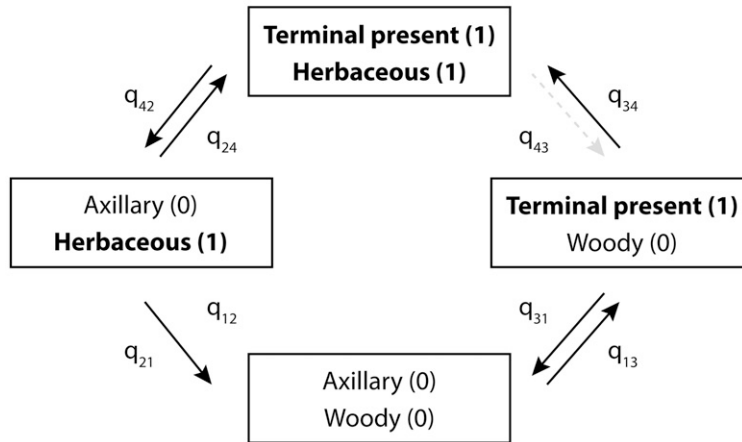 Terminal present (1)
Herbaceous (1)
q42
q24
q34
q43
Axillary (0)
Herbaceous (1)
Terminal present (1)
Woody (0)
q12
q21
q31
q13
Axillary (0)
Woody (0)